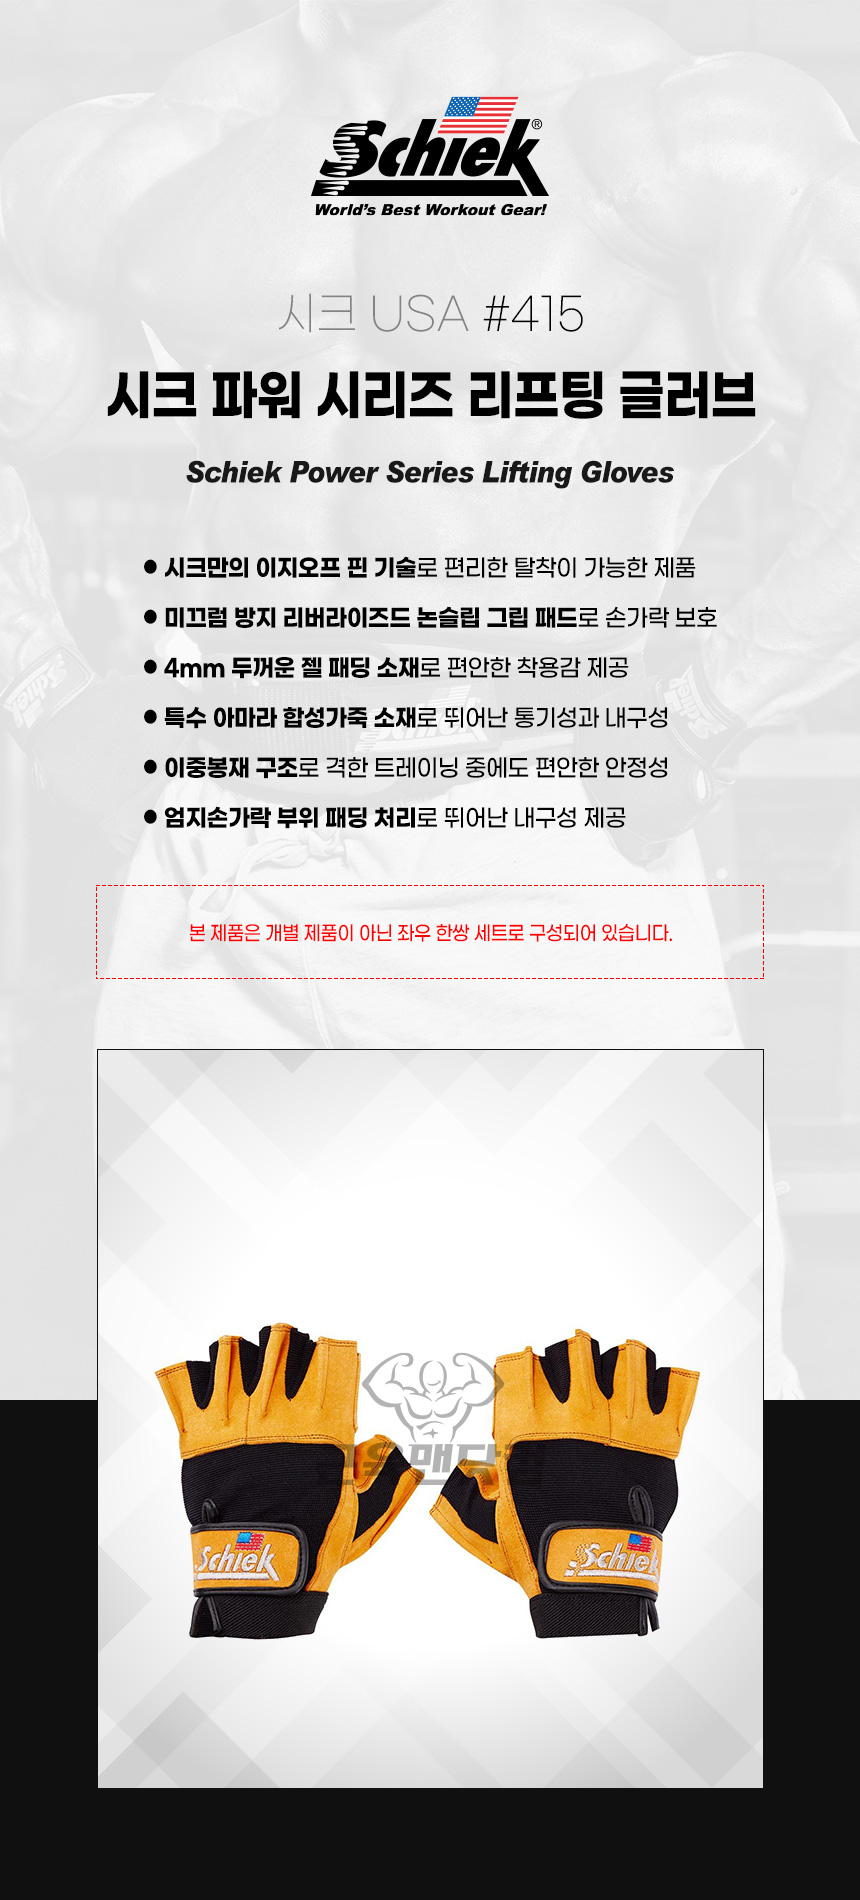 Schiek®
World's Best Workout Gear!
시크 USA #415
시크 파워 시리즈 리프팅 글러브
Schiek Power Series Lifting Gloves
● 시크만의 이지오프 핀 기술로 편리한 탈착이 가능한 제품
● 미끄럼 방지 리버라이즈드 논슬립 그립 패드로 손가락 보호
● 4mm 두꺼운 젤 패딩 소재로 편안한 착용감 제공
● 특수 아마라 합성가죽 소재로 뛰어난 통기성과 내구성
● 이중봉재 구조로 격한 트레이닝 중에도 편안한 안정성
● 엄지손가락 부위 패딩 처리로 뛰어난 내구성 제공
본 제품은 개별 제품이 아닌 좌우 한쌍 세트로 구성되어 있습니다.
근육맨닷컴
Schiek
Schiek